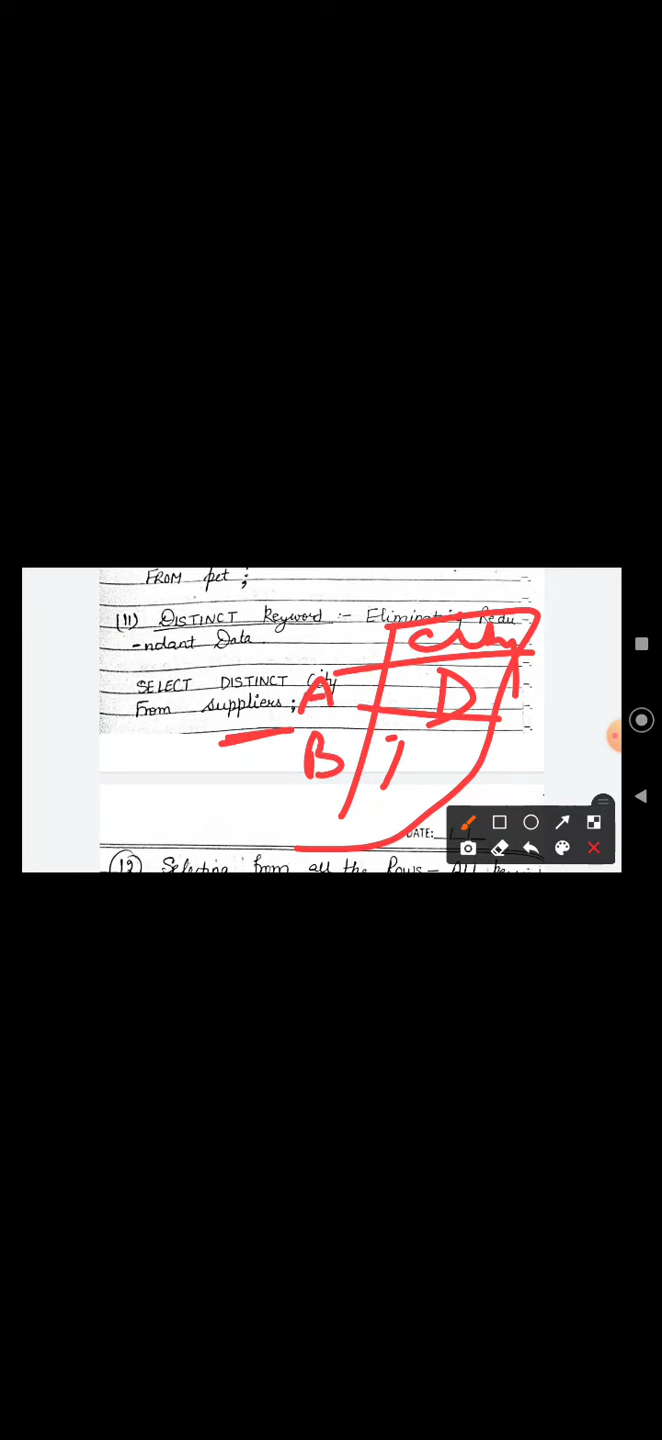 FROM pet ;
(11) DISTINCT keyword :- Eliminating Redu
-ndant Data.
city
SELECT DISTINCT city
A D
From suppliers ;
B
DATE:
(12) Selecting from all the Rows - All